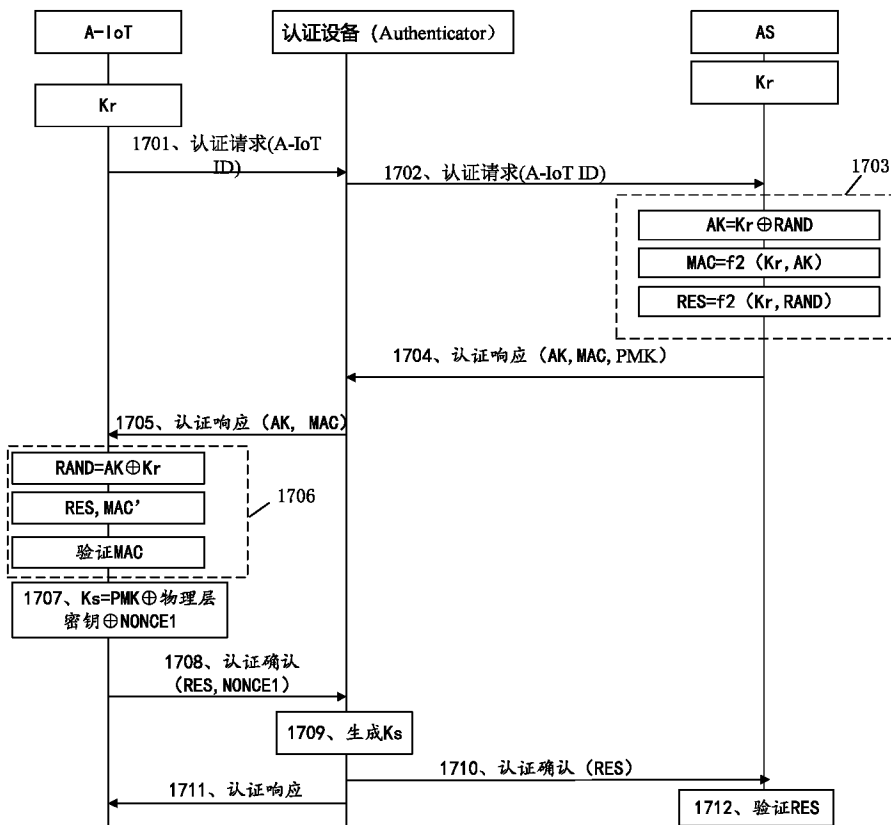 A-IoT
认证设备（Authenticator）
AS
Kr
Kr
1701、认证请求(A-IoT
ID)
1702、认证请求(A-IoT ID)
1703
AK=Kr⊕RAND
MAC=f2（Kr,AK）
RES=f2（Kr,RAND）
1704、认证响应（AK,MAC,PMK）
1705、认证响应（AK, MAC）
RAND=AK⊕Kr
RES,MAC’
验证MAC
1706
1707、Ks=PMK⊕物理层
密钥⊕NONCE1
1708、认证确认
（RES,NONCE1）
1709、生成Ks
1710、认证确认（RES）
1711、认证响应
1712、验证RES